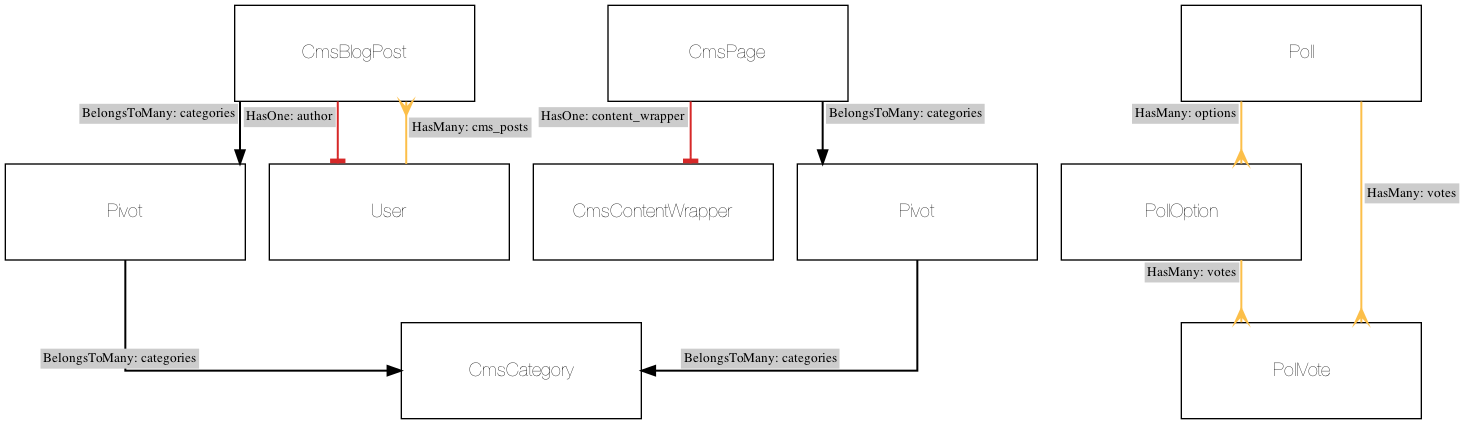 CmsBlogPost
CmsPage
Poll
BelongsToMany: categories
HasOne: author
HasMany: cms_posts
HasOne: content_wrapper
BelongsToMany: categories
HasMany: options
HasMany: votes
Pivot
User
CmsContentWrapper
Pivot
PollOption
HasMany: votes
BelongsToMany: categories
BelongsToMany: categories
CmsCategory
PollVote